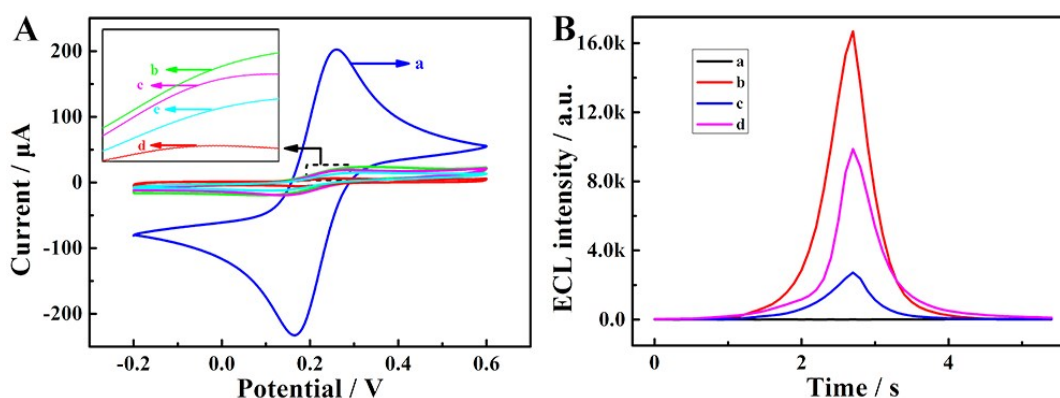 A
Current / μA
200
100
0
-100
-200
b
c
e
d
a
-0.2
0.0
0.2
0.4
0.6
Potential / V
B
ECL intensity / a.u.
16.0k
12.0k
8.0k
4.0k
0.0
a
b
c
d
0
2
4
Time / s